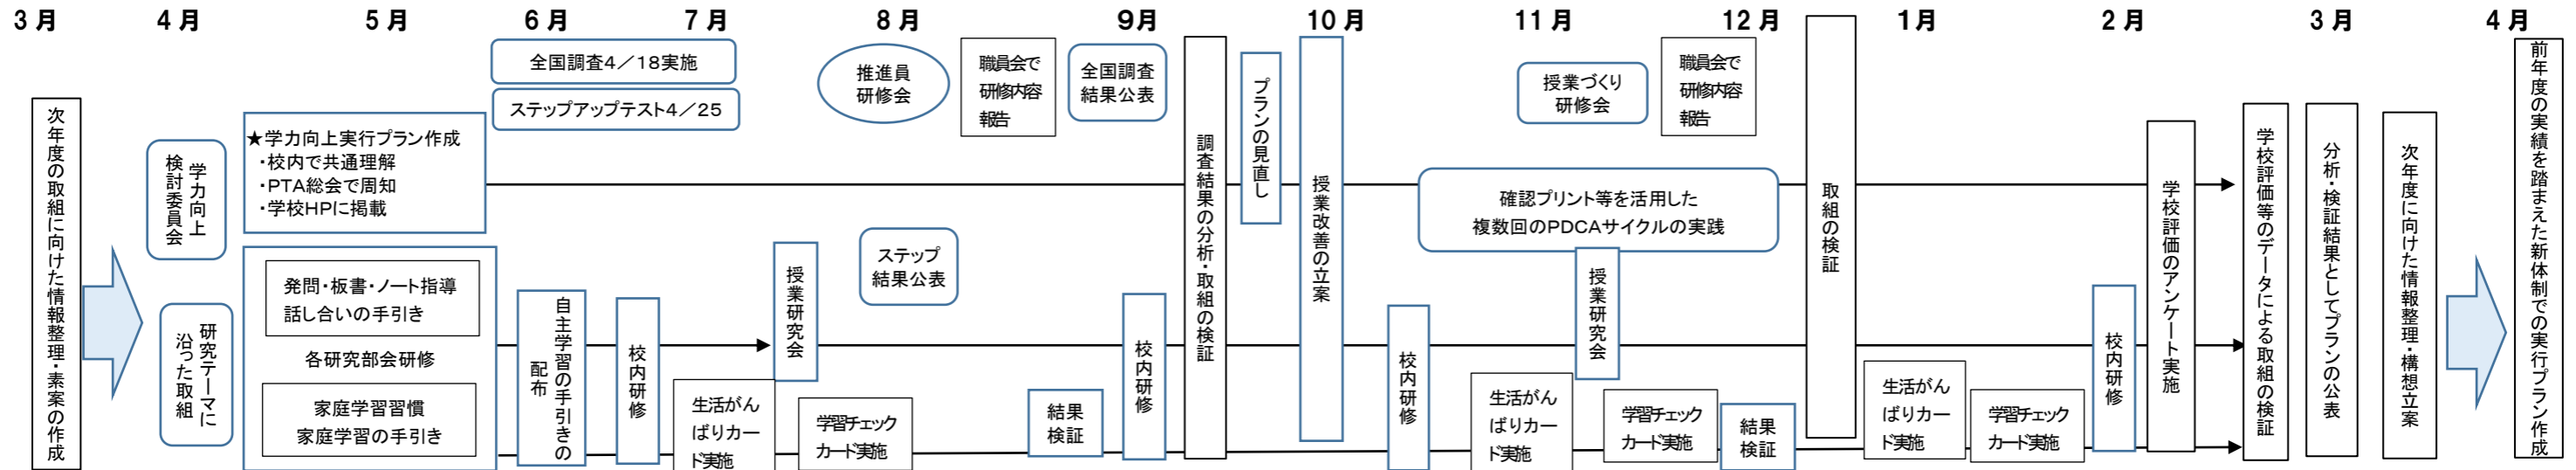 3月 4月 5月 6月 7月 8月 9月 10月 11月 12月 1月 2月 3月 4月
次年度の取組に向けた情報整理・素案の作成
学力向上
検討委員会
研究テーマに
沿った取組
★学力向上実行プラン作成
・校内で共通理解
・PTA総会で周知
・学校HPに掲載
発問・板書・ノート指導
話し合いの手引き
各研究部会研修
家庭学習習慣
家庭学習の手引き
全国調査4／18実施
ステップアップテスト4／25
自主学習の手引きの
配布
校内研修
生活がん
ばりカー
ド実施
授業研究会
学習チェック
カード実施
推進員
研修会
ステップ
結果公表
職員会で
研修内容
報告
全国調査
結果公表
結果
検証
校内研修
調査結果の分析・取組の検証
プランの見直し
授業改善の立案
校内研修
授業づくり
研修会
職員会で
研修内容
報告
確認プリント等を活用した
複数回のPDCAサイクルの実践
授業研究会
生活がん
ばりカー
ド実施
学習チェック
カード実施
結果
検証
取組の検証
生活がん
ばりカー
ド実施
学習チェック
カード実施
校内研修
学校評価のアンケート実施
学校評価等のデータによる取組の検証
分析・検証結果としてプランの公表
次年度に向けた情報整理・構想立案
前年度の実績を踏まえた新体制での実行プラン作成